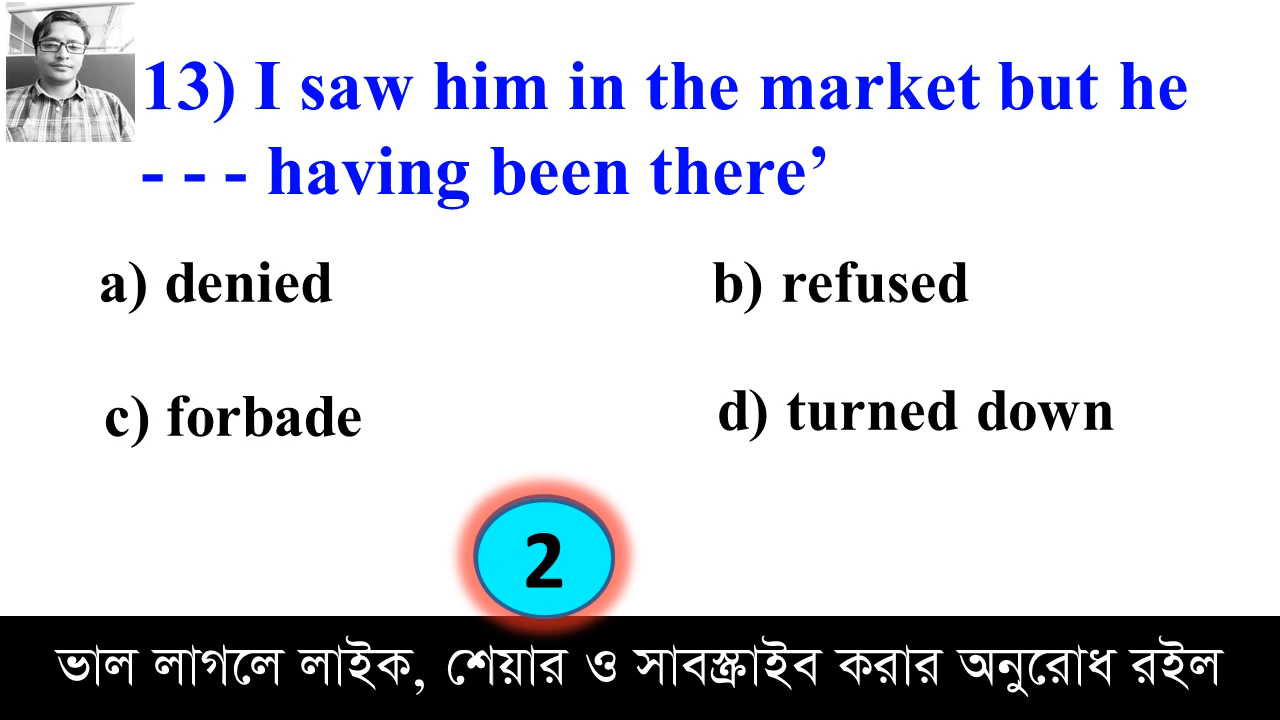 13) I saw him in the market but he
- - - having been there’
a) denied
b) refused
c) forbade
d) turned down
2
ভাল লাগলে লাইক, শেয়ার ও সাবস্ক্রাইব করার অনুরোধ রইল